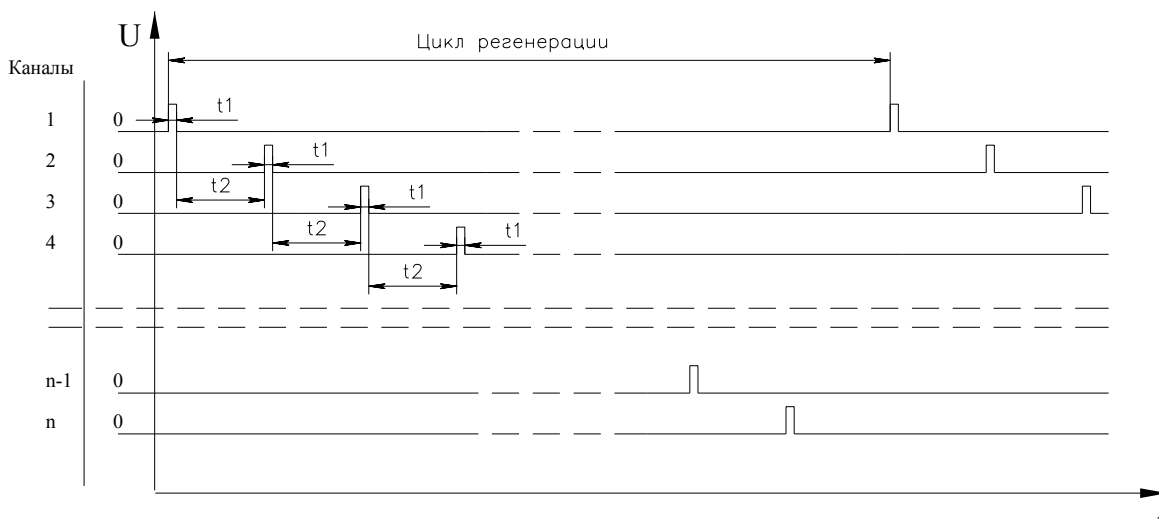 U
Цикл регенерации
Каналы
1 0 t1
2 0 t1
t2
3 0 t1
t2
4 0 t1
t2
n-1 0
n 0